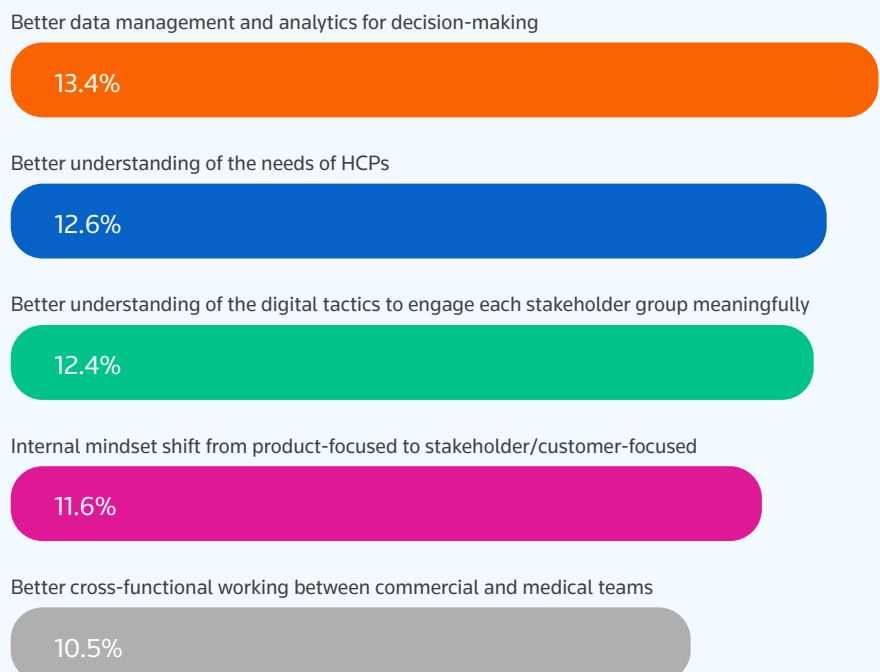 Better data management and analytics for decision-making
13.4%
Better understanding of the needs of HCPs
12.6%
Better understanding of the digital tactics to engage each stakeholder group meaningfully
12.4%
Internal mindset shift from product-focused to stakeholder/customer-focused
11.6%
Better cross-functional working between commercial and medical teams
10.5%